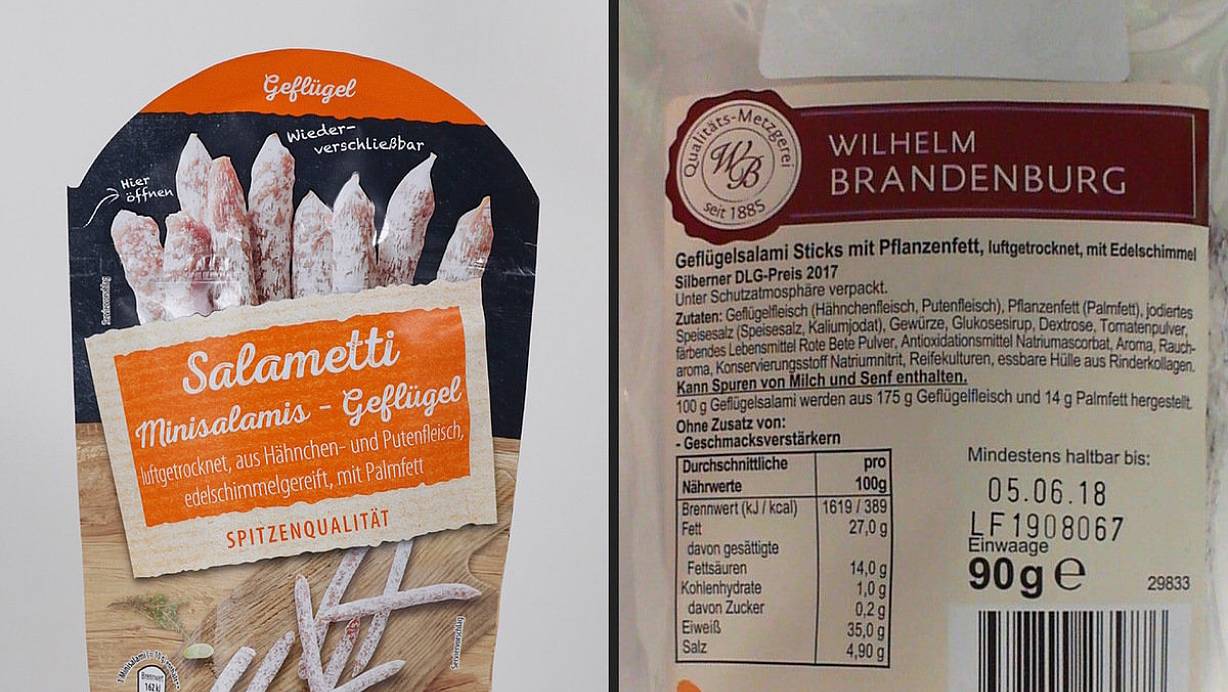 Geflügel
Wieder-
verschließbar
Hier
öffnen
Salametti
Minisalamis - Geflügel
luftgetrocknet, aus Hähnchen- und Putenfleisch,
edelschimmelgereift, mit Palmfett
SPITZENQUALITÄT
Brennwert
162 kJ
Qualitäts-Metzgerei
WB
seit 1885
WILHELM
BRANDENBURG
Geflügelsalami Sticks mit Pflanzenfett, luftgetrocknet, mit Edelschimmel
Silberner DLG-Preis 2017
Unter Schutzatmosphäre verpackt.
Zutaten: Geflügelfleisch (Hähnchenfleisch, Putenfleisch), Pflanzenfett (Palmfett), jodiertes
Speisesalz (Speisesalz, Kaliumjodat), Gewürze, Glukosesirup, Dextrose, Tomatenpulver,
färbendes Lebensmittel Rote Bete Pulver, Antioxidationsmittel Natriumascorbat, Aroma, Rauch-
aroma, Konservierungsstoff Natriumnitrit, Reifekulturen, essbare Hülle aus Rinderkollagen.
Kann Spuren von Milch und Senf enthalten.
100 g Geflügelsalami werden aus 175 g Geflügelfleisch und 14 g Palmfett hergestellt.
Ohne Zusatz von:
- Geschmacksverstärkern
Durchschnittliche pro
Nährwerte 100g
Brennwert (kJ / kcal) 1619 / 389
Fett 27,0 g
davon gesättigte
Fettsäuren 14,0 g
Kohlenhydrate 1,0 g
davon Zucker 0,2 g
Eiweiß 35,0 g
Salz 4,90 g
Mindestens haltbar bis:
05.06.18
LF1908067
Einwaage
90g e
29833